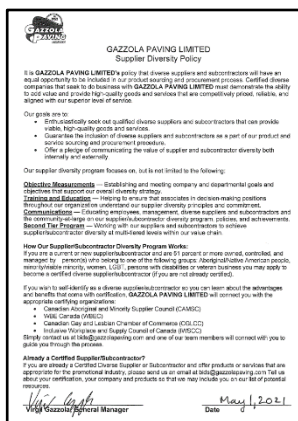 GAZZOLA
PAVING
GAZZOLA PAVING LIMITED
Supplier Diversity Policy
It is GAZZOLA PAVING LIMITED's policy that diverse suppliers and subcontractors will have an
equal opportunity to be included in our product sourcing and procurement process. Certified diverse
companies that seek to do business with GAZZOLA PAVING LIMITED must demonstrate the ability
to add value and provide high-quality goods and services that are competitively priced, reliable, and
aligned with our superior level of service.
Our goals are to:
• Enthusiastically seek out qualified diverse suppliers and subcontractors that can provide
viable, high-quality goods and services.
• Guarantee the inclusion of diverse suppliers and subcontractors as a part of our product and
service sourcing and procurement procedure.
• Offer a pledge of communicating the value of supplier and subcontractor diversity both
internally and externally.
Our supplier diversity program focuses on, but is not limited to the following:
Objective Measurements — Establishing and meeting company and departmental goals and
objectives that support our overall diversity strategy.
Training and Education – Helping to ensure that associates in decision-making positions
throughout our organization understand our supplier diversity principles and commitment.
Communications – Educating employees, management, diverse suppliers and subcontractors and
the community-at-large on our supplier/subcontractor diversity program, policies, and achievements.
Second Tier Program – Working with our suppliers and subcontractors to achieve
supplier/subcontractor diversity at multi-tiered levels within our value chain.
How Our Supplier/Subcontractor Diversity Program Works:
If you are a current or new supplier/subcontractor and are 51 percent or more owned, controlled, and
managed by person(s) who belong to one of the following groups: Aboriginal/Native American people,
minority/visible minority, women, LGBT, persons with disabilities or veteran business you may apply to
become a certified diverse supplier/subcontractor (if you are not already certified).
If you wish to self-identify as a diverse supplier/subcontractor so you can learn about the advantages
and benefits that come with certification, GAZZOLA PAVING LIMITED will connect you with the
appropriate certifying organizations:
• Canadian Aboriginal and Minority Supplier Council (CAMSC)
• WBE Canada (WBEC)
• Canadian Gay and Lesbian Chamber of Commerce (CGLCC)
• Inclusive Workplace and Supply Council of Canada (IWSCC)
Simply contact us at bids@gazzolapaving.com and one of our team members will connect with you to
guide you through the process.
Already a Certified Supplier/Subcontractor?
If you are already a Certified Diverse Supplier or Subcontractor and offer products or services that are
appropriate for the promotional industry, please send us an email at bids@gazzolapaving.com Tell us
about your certification, your company and products so that we may include you on our list of potential
resources.
May 1, 2021
Virgil Gazzola, General Manager Date